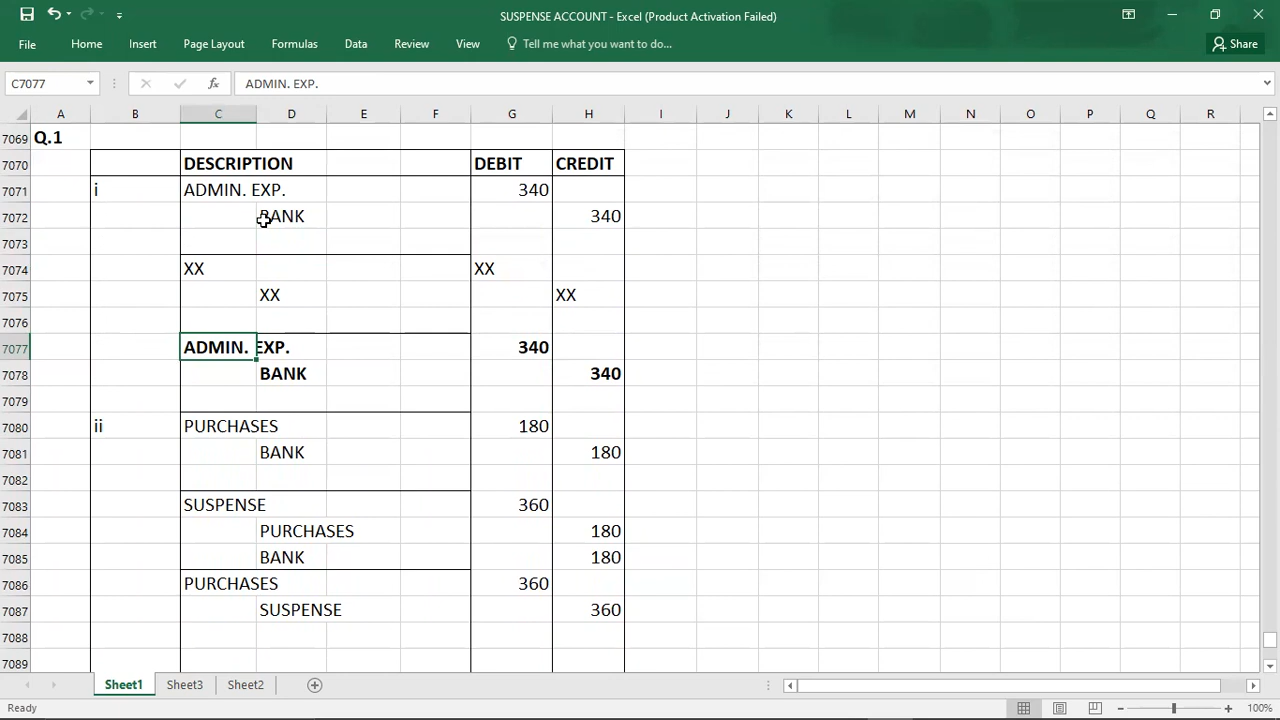 SUSPENSE ACCOUNT - Excel (Product Activation Failed)
File Home Insert Page Layout Formulas Data Review View Tell me what you want to do... Share
C7077 fx ADMIN. EXP.
A B C D E F G H I J K L M N O P Q R
7069 Q.1
7070 DESCRIPTION DEBIT CREDIT
7071 i ADMIN. EXP. 340
7072 BANK 340
7073
7074 XX XX
7075 XX XX
7076
7077 ADMIN. EXP. 340
7078 BANK 340
7079
7080 ii PURCHASES 180
7081 BANK 180
7082
7083 SUSPENSE 360
7084 PURCHASES 180
7085 BANK 180
7086 PURCHASES 360
7087 SUSPENSE 360
7088
7089
Sheet1 Sheet3 Sheet2
Ready 100%